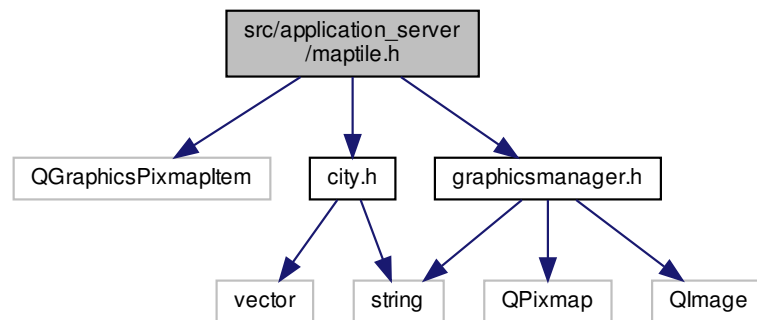 src/application_server
/maptile.h
QGraphicsPixmapItem
city.h
graphicsmanager.h
vector
string
QPixmap
QImage